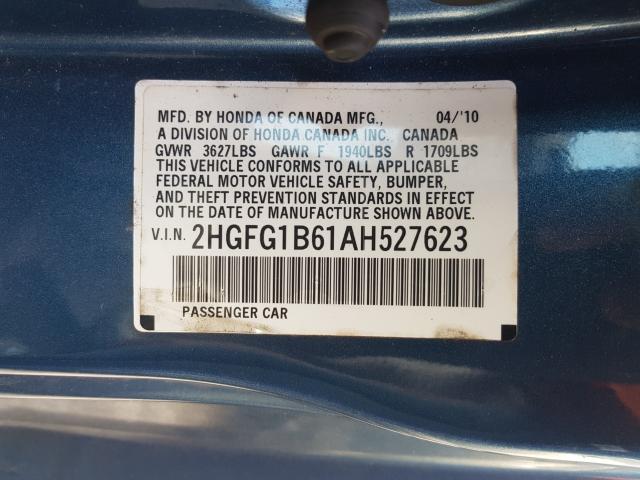 MFD. BY HONDA OF CANADA MFG., 04/'10
A DIVISION OF HONDA CANADA INC., CANADA
GVWR 3627LBS GAWR F 1940LBS R 1709LBS
THIS VEHICLE CONFORMS TO ALL APPLICABLE
FEDERAL MOTOR VEHICLE SAFETY, BUMPER,
AND THEFT PREVENTION STANDARDS IN EFFECT
ON THE DATE OF MANUFACTURE SHOWN ABOVE.
V.I.N. 2HGFG1B61AH527623
PASSENGER CAR